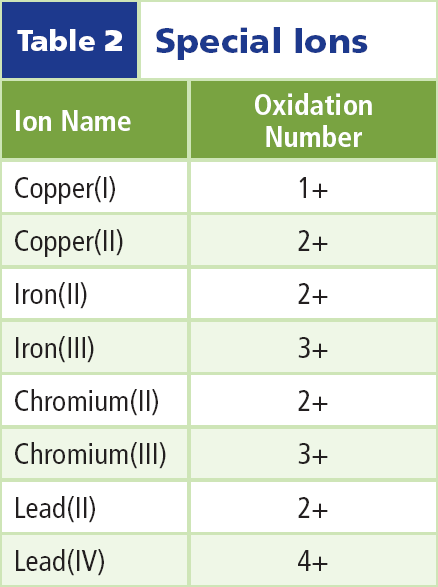 Table 2 Special Ions
Ion Name Oxidation
Number
Copper(I) 1+
Copper(II) 2+
Iron(II) 2+
Iron(III) 3+
Chromium(II) 2+
Chromium(III) 3+
Lead(II) 2+
Lead(IV) 4+